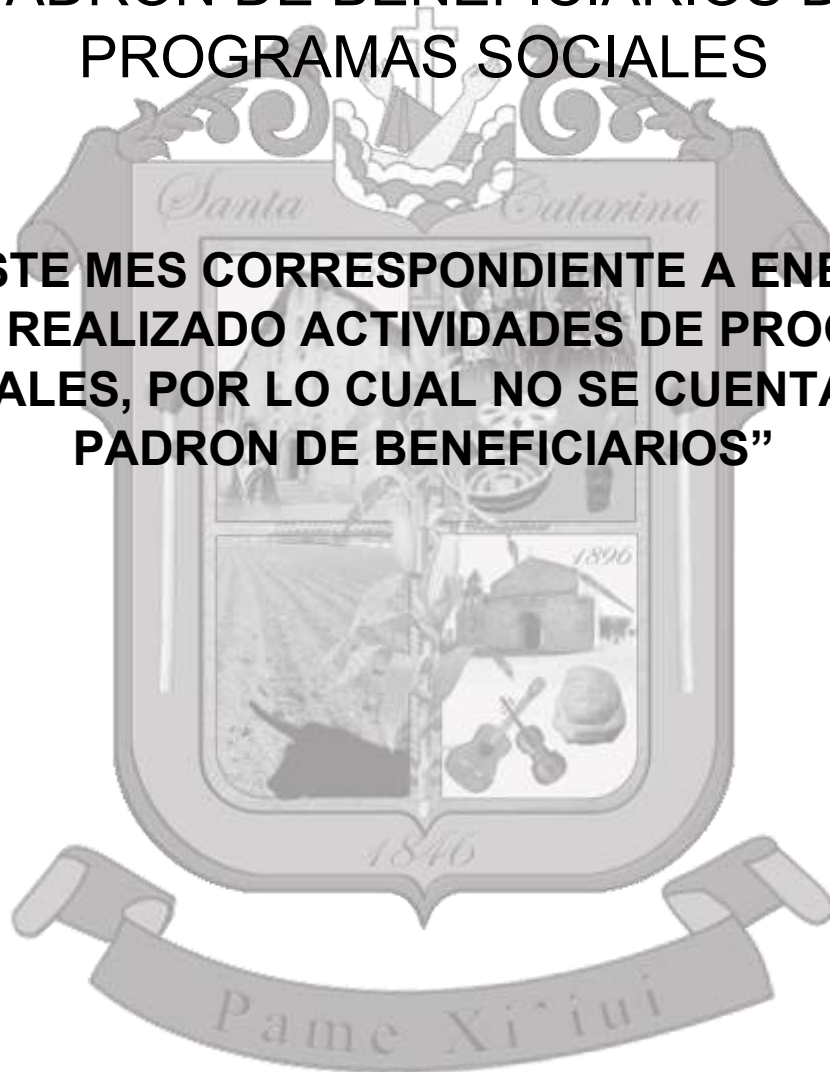 PROGRAMAS SOCIALES
Santa Catarina
STE MES CORRESPONDIENTE A ENE
REALIZADO ACTIVIDADES DE PROG
ALES, POR LO CUAL NO SE CUENTA
PADRON DE BENEFICIARIOS”
1896
1846
Pame Xi´iui